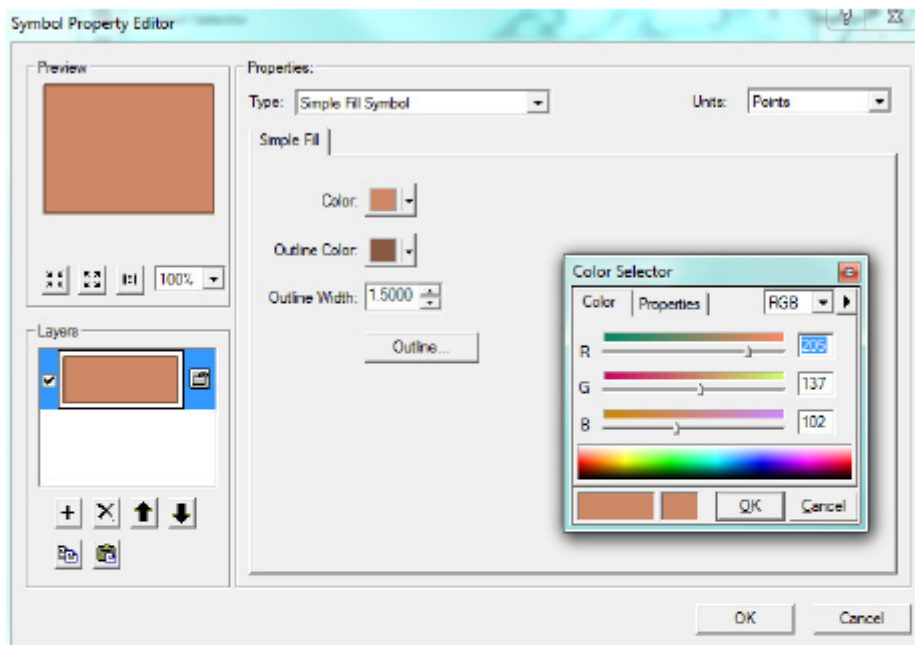 Symbol Property Editor
Preview
100%
Layers
Properties:
Type: Simple Fill Symbol
Units: Points
Simple Fill
Color:
Outline Color:
Outline Width: 1.5000
Outline...
Color Selector
Color Properties RGB
R 205
G 137
B 102
OK Cancel
OK Cancel